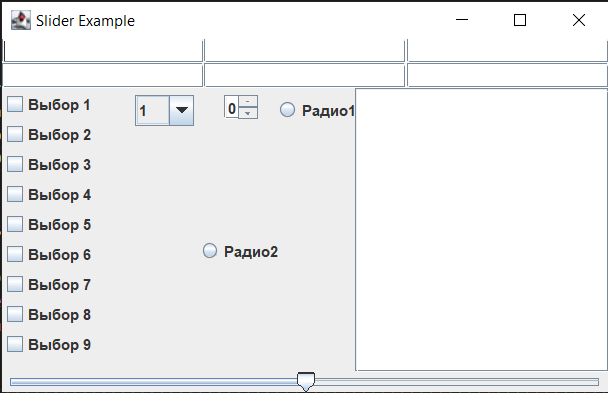 Slider Example
Выбор 1
1
0
Радио1
Выбор 2
Выбор 3
Выбор 4
Выбор 5
Выбор 6
Радио2
Выбор 7
Выбор 8
Выбор 9